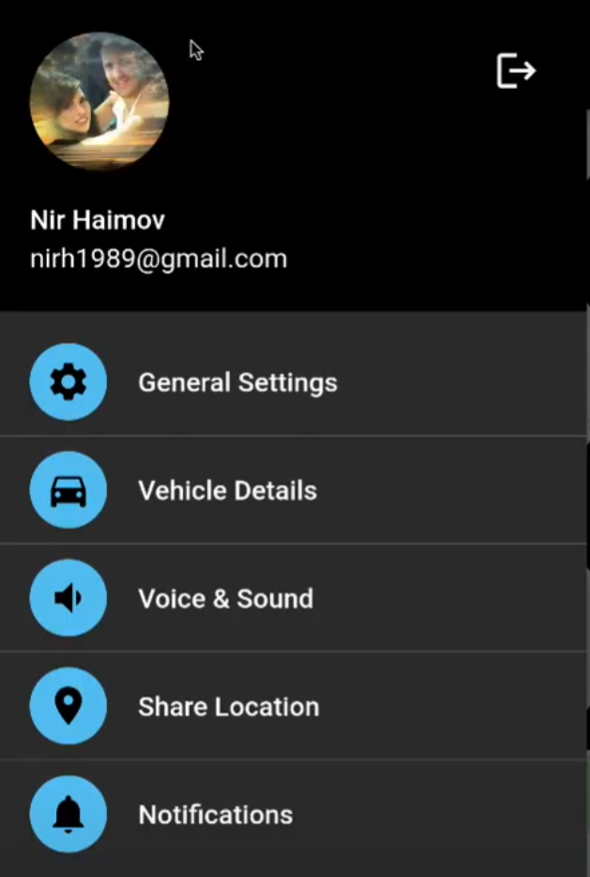 Nir Haimov
nirh1989@gmail.com
General Settings
Vehicle Details
Voice & Sound
Share Location
Notifications